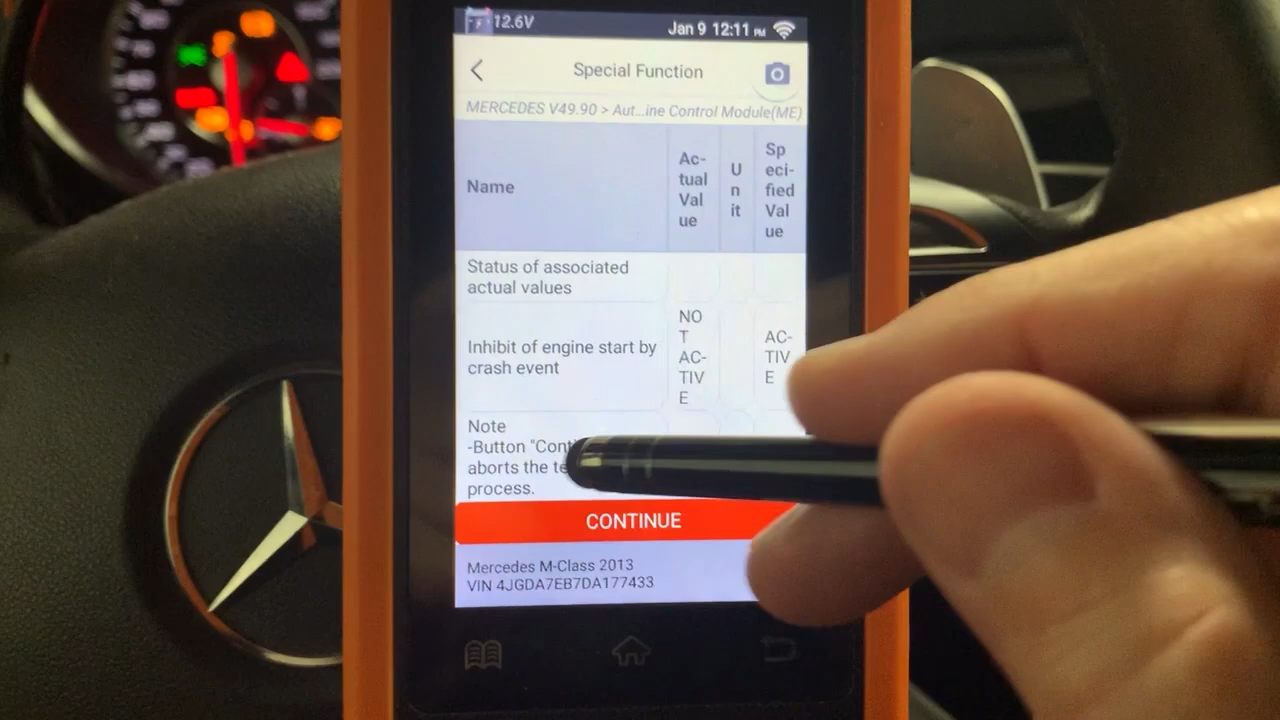 12.6V
Jan 9 12:11 PM
Special Function
MERCEDES V49.90 > Aut...ine Control Module(ME)
Name
Ac-
tual
Val
ue
U
n
it
Sp
eci-
fied
Val
ue
Status of associated
actual values
Inhibit of engine start by
crash event
NO
T
AC-
TIV
E
AC-
TIV
E
Note
-Button "Cont
aborts the te
process.
CONTINUE
Mercedes M-Class 2013
VIN 4JGDA7EB7DA177433